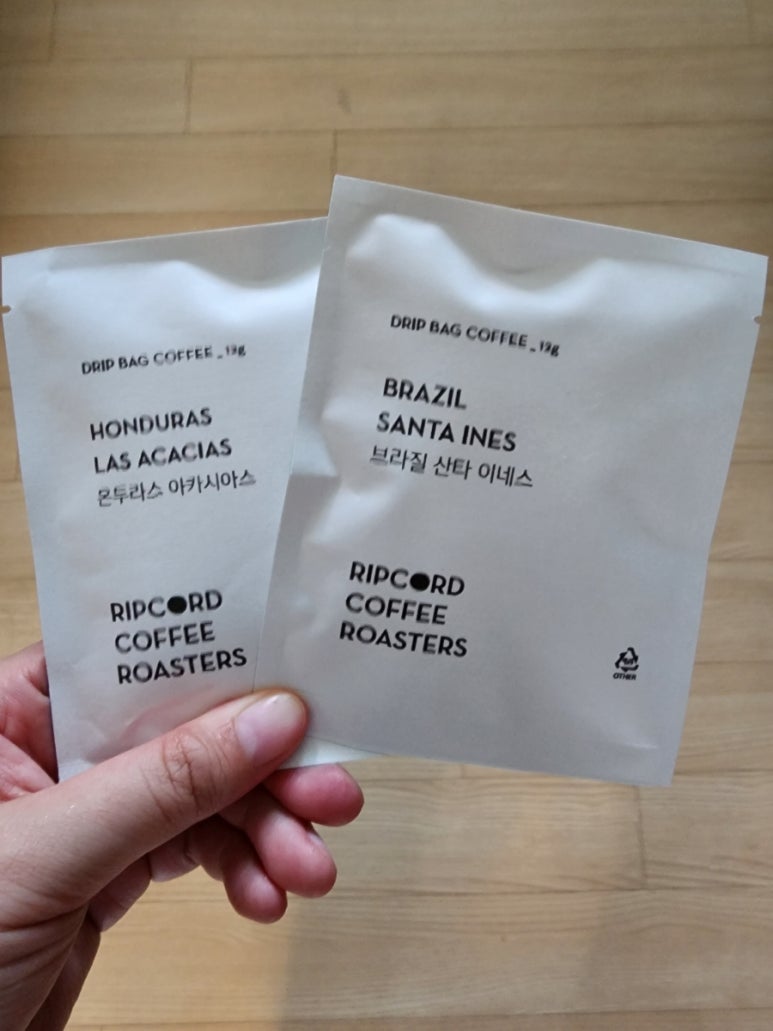 DRIP BAG COFFEE _ 13g
HONDURAS
LAS ACACIAS
온두라스 아카시아스
RIPCORD
COFFEE
ROASTERS
DRIP BAG COFFEE _ 13g
BRAZIL
SANTA INES
브라질 산타 이네스
RIPCORD
COFFEE
ROASTERS
OTHER